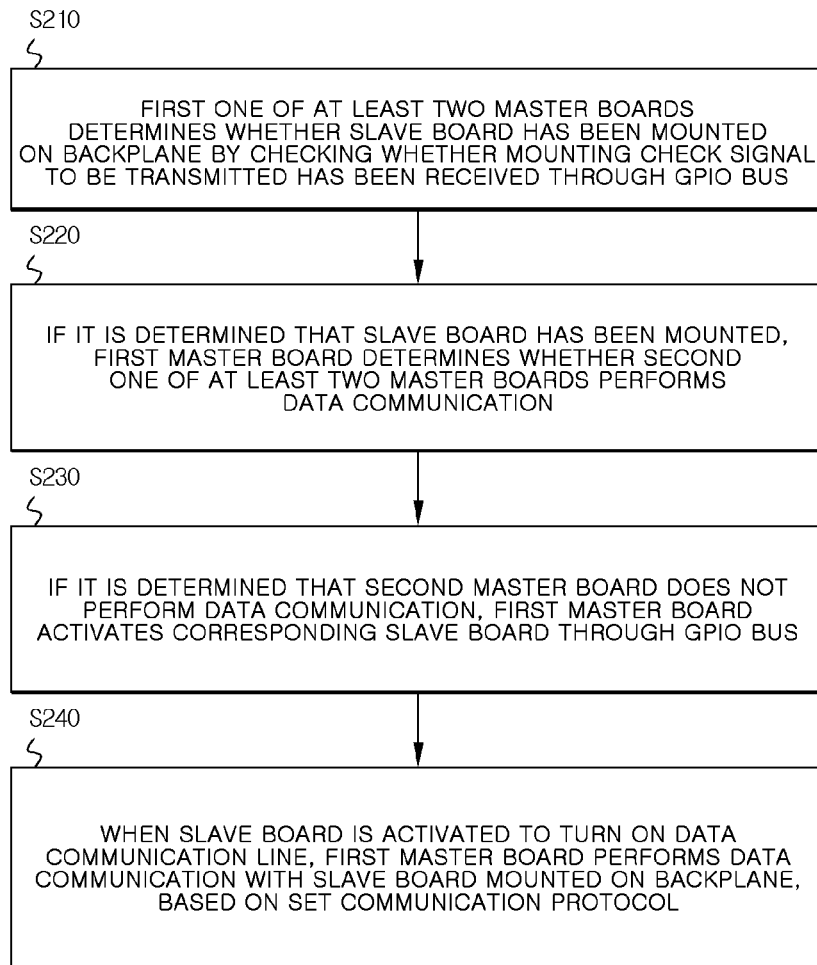 S210
FIRST ONE OF AT LEAST TWO MASTER BOARDS
DETERMINES WHETHER SLAVE BOARD HAS BEEN MOUNTED
ON BACKPLANE BY CHECKING WHETHER MOUNTING CHECK SIGNAL
TO BE TRANSMITTED HAS BEEN RECEIVED THROUGH GPIO BUS
S220
IF IT IS DETERMINED THAT SLAVE BOARD HAS BEEN MOUNTED,
FIRST MASTER BOARD DETERMINES WHETHER SECOND
ONE OF AT LEAST TWO MASTER BOARDS PERFORMS
DATA COMMUNICATION
S230
IF IT IS DETERMINED THAT SECOND MASTER BOARD DOES NOT
PERFORM DATA COMMUNICATION, FIRST MASTER BOARD
ACTIVATES CORRESPONDING SLAVE BOARD THROUGH GPIO BUS
S240
WHEN SLAVE BOARD IS ACTIVATED TO TURN ON DATA
COMMUNICATION LINE, FIRST MASTER BOARD PERFORMS DATA
COMMUNICATION WITH SLAVE BOARD MOUNTED ON BACKPLANE,
BASED ON SET COMMUNICATION PROTOCOL